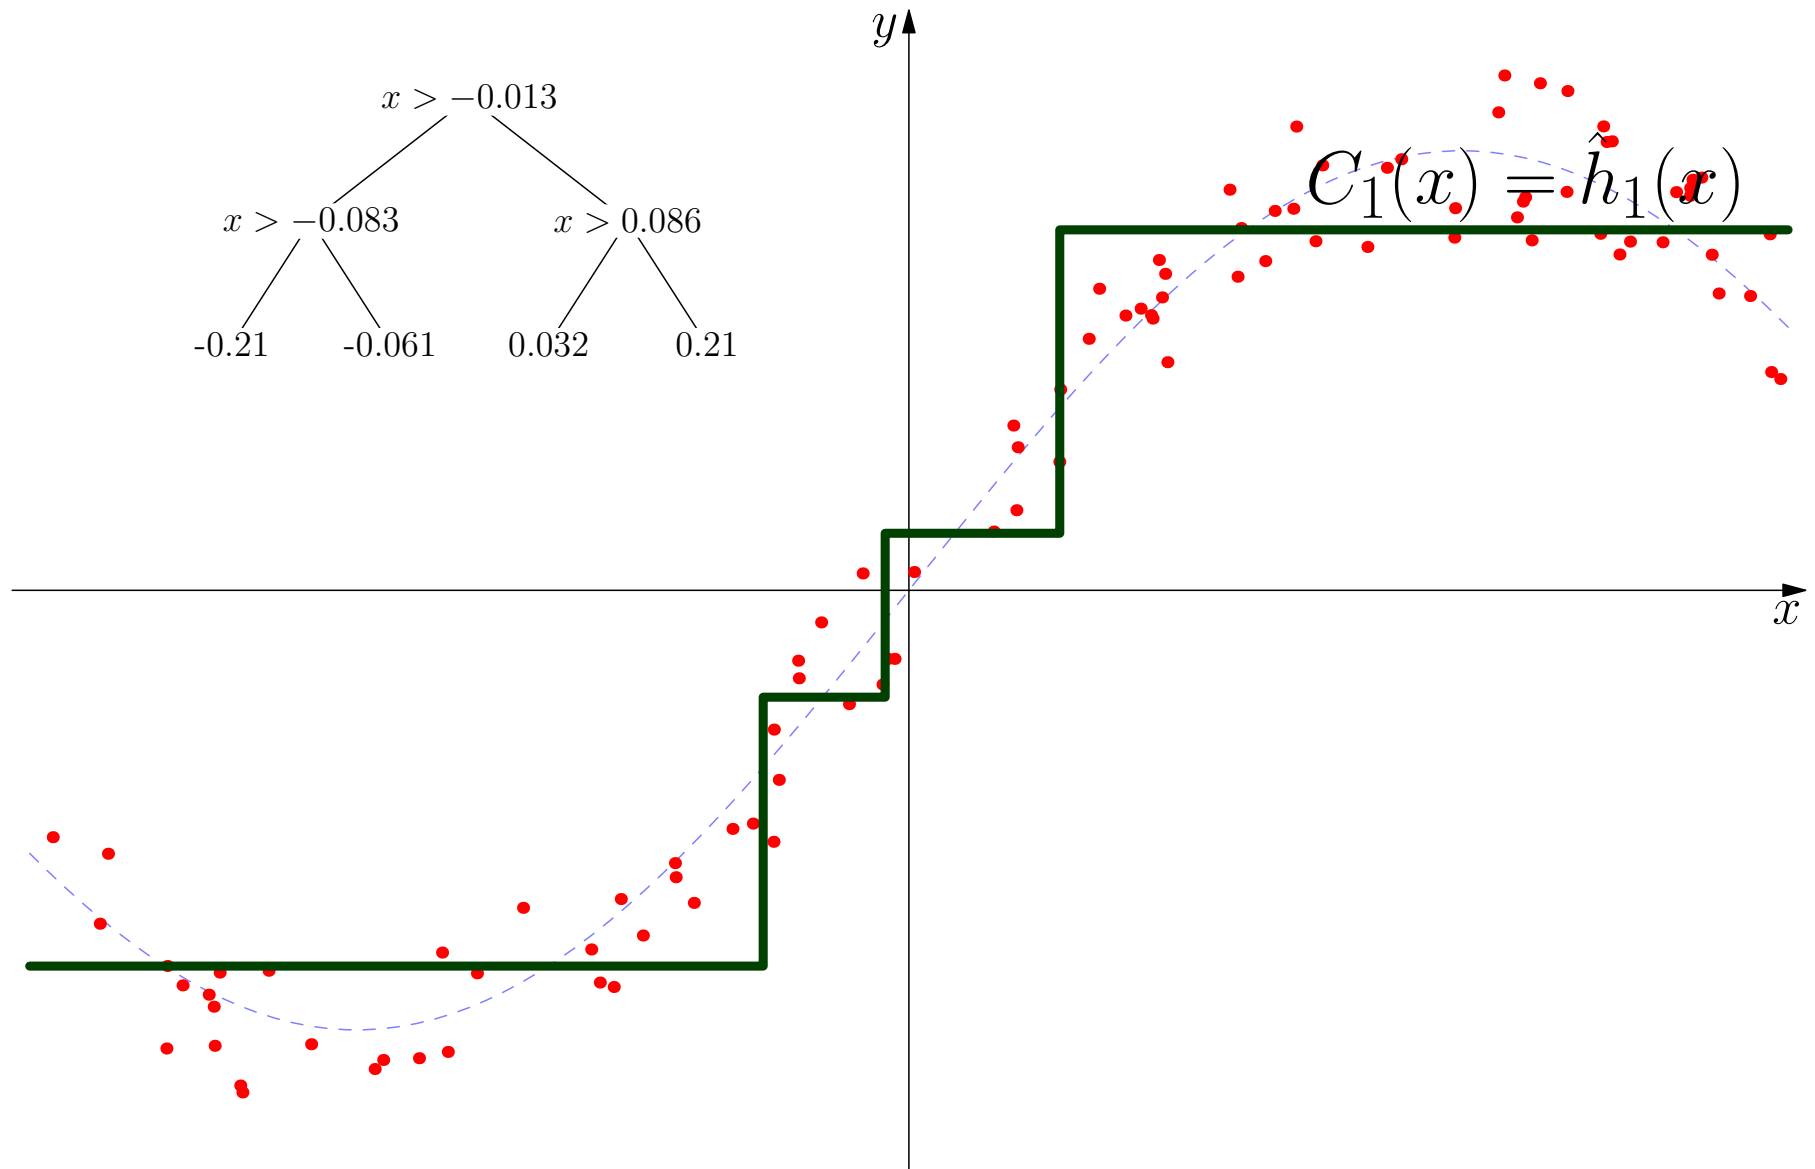 y
x > −0.013
C₁(x) = ĥ₁(x)
x > −0.083 x > 0.086
-0.21 -0.061 0.032 0.21
x